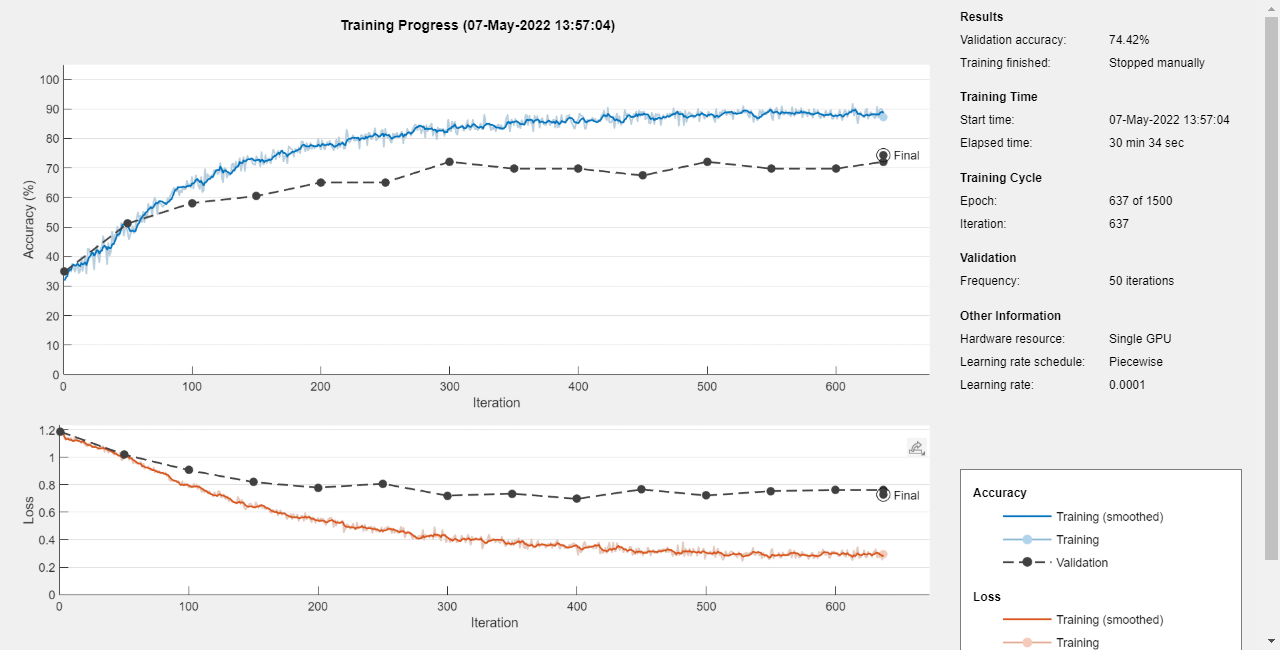 Training Progress (07-May-2022 13:57:04)
100
90
80
70
60
50
40
30
20
10
0
Accuracy (%)
Final
0 100 200 300 400 500 600
Iteration
1.2
1
0.8
0.6
0.4
0.2
0
Loss
Final
0 100 200 300 400 500 600
Iteration
Results
Validation accuracy: 74.42%
Training finished: Stopped manually
Training Time
Start time: 07-May-2022 13:57:04
Elapsed time: 30 min 34 sec
Training Cycle
Epoch: 637 of 1500
Iteration: 637
Validation
Frequency: 50 iterations
Other Information
Hardware resource: Single GPU
Learning rate schedule: Piecewise
Learning rate: 0.0001
Accuracy
Training (smoothed)
Training
Validation
Loss
Training (smoothed)
Training